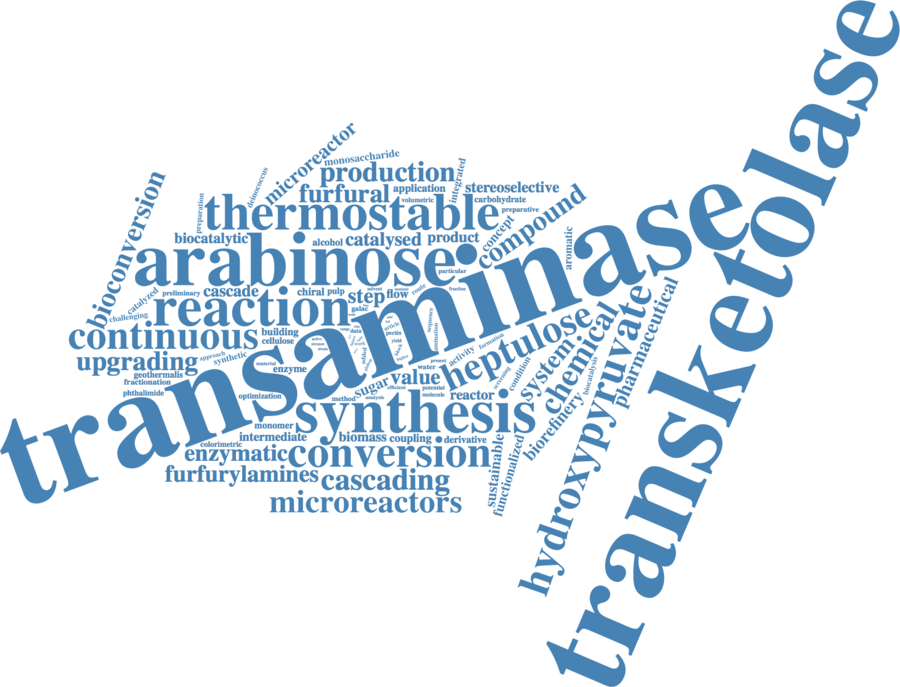 transketolase
transaminase
microreactor
monosaccharide
production
integrated
deinococcus
furfural
application
stereoselective
volumetric
carbohydrate
bioconversion
preparation
thermostable
preparative
compound
concept
biocatalytic
alcohol
catalysed
product
aromatic
arabinose
particular
catalyzed
preliminary
cascade
chiral
pulp
solvent
route
fraction
challenging
reaction
step
flow
galac
continuous
building
cellulose
data
article
pectin
yield
sequence
heptulose
systemic
chemical
hydroxypyruvate
pharmaceutical
upgrading
approach
synthetic
material
enzyme
added
block
higher
present
activity
formation
geothermalis
fractionation
phthalimide
optimization
method
sugar
value
water
efficient
potential
molecule
analysis
reactor
screening
condition
biocatalysis
biorefinery
synthesis
monomer
intermediate
biomass
coupling
derivative
colorimetric
enzymatic
conversion
sustainable
functionalized
furfurylamines
cascading
microreactors